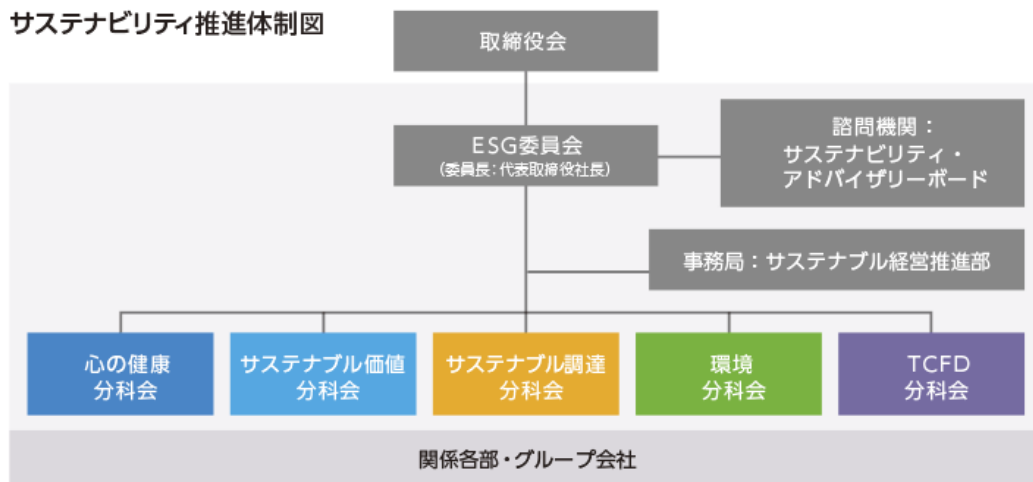 サステナビリティ推進体制図
取締役会
ESG委員会
(委員長:代表取締役社長)
諮問機関:
サステナビリティ・
アドバイザリーボード
事務局:サステナブル経営推進部
心の健康
分科会
サステナブル価値
分科会
サステナブル調達
分科会
環境
分科会
TCFD
分科会
関係各部・グループ会社